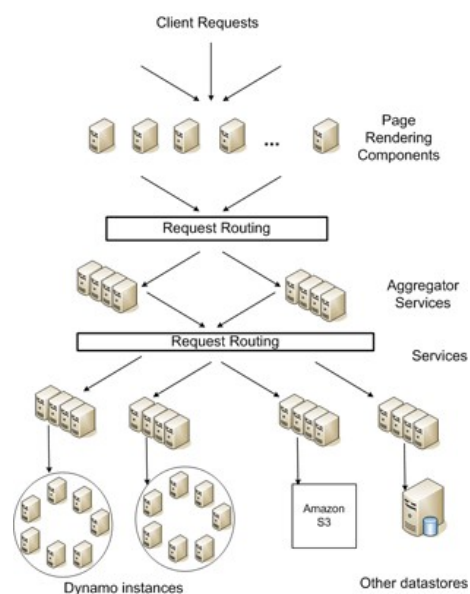 Client Requests
Page
Rendering
Components
...
Request Routing
Aggregator
Services
Request Routing
Services
Amazon
S3
Dynamo instances
Other datastores